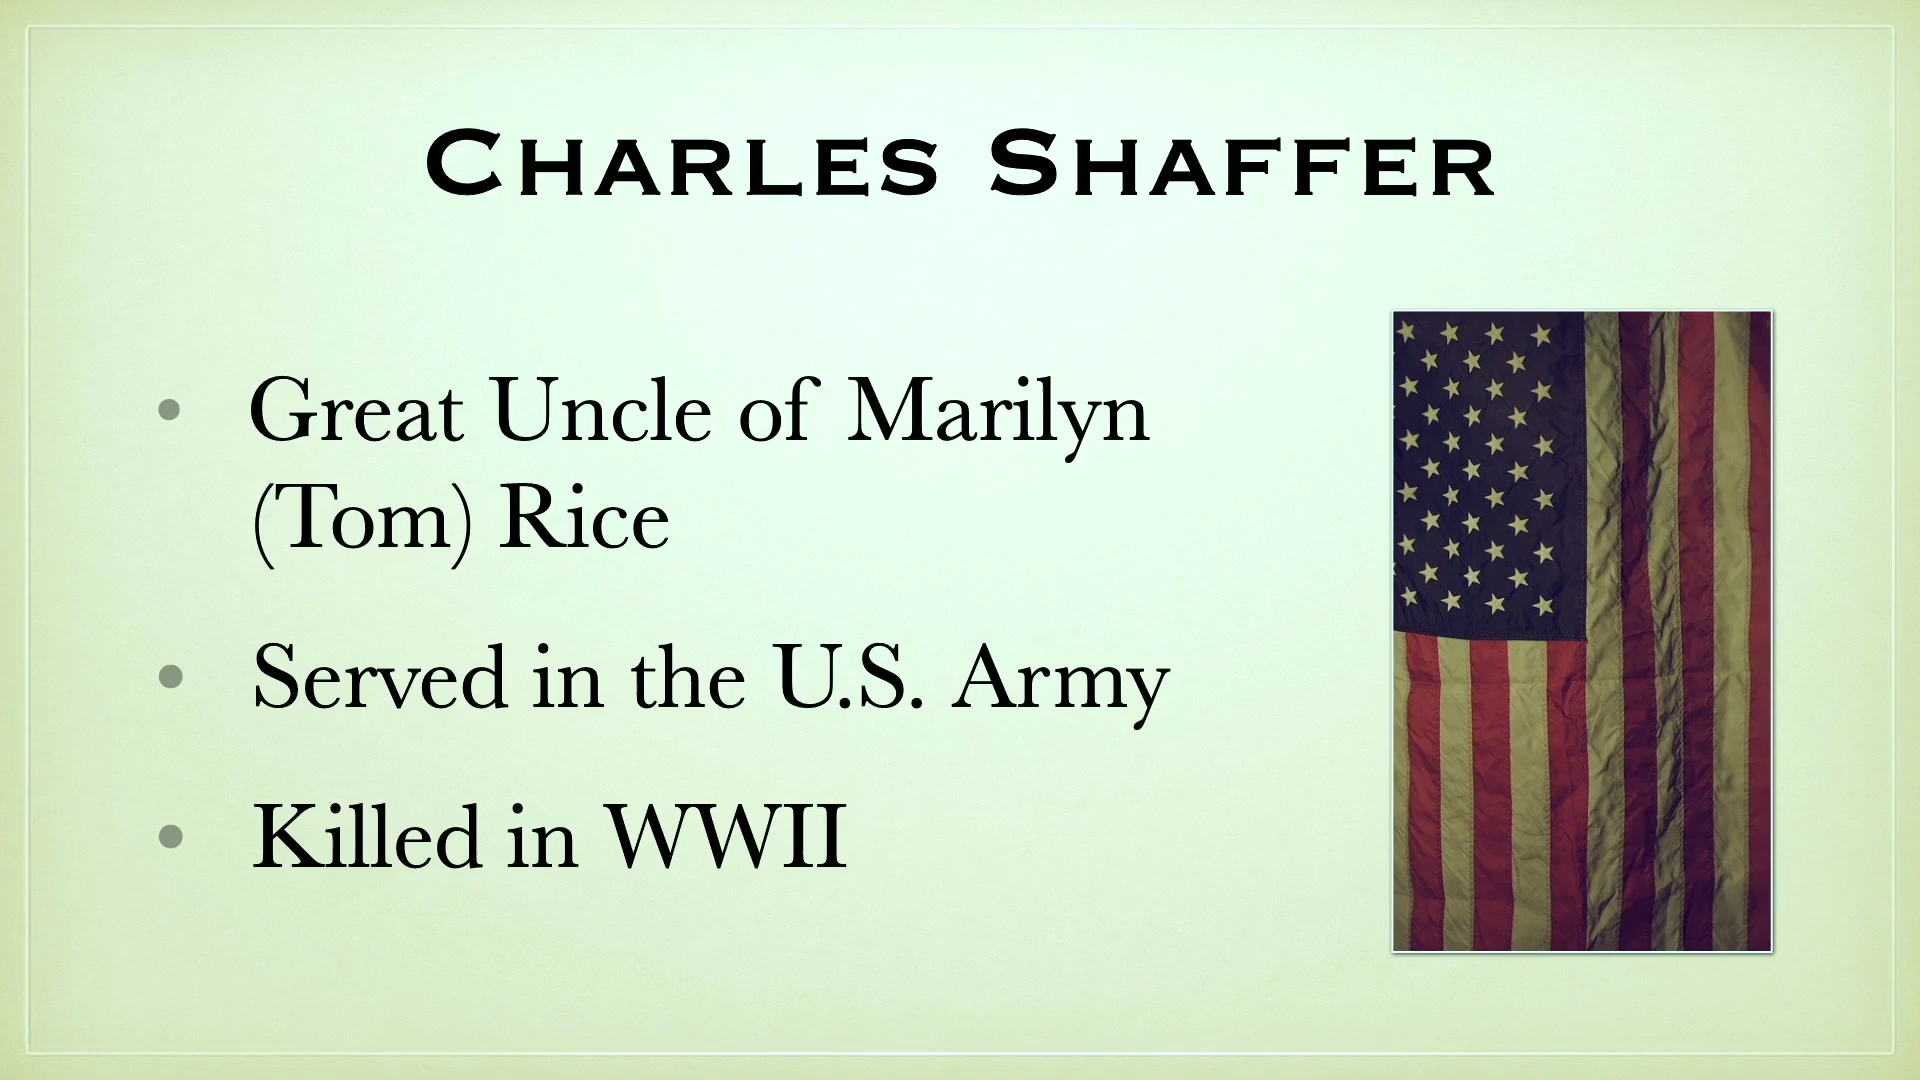 Charles Shaffer
• Great Uncle of Marilyn
(Tom) Rice
• Served in the U.S. Army
• Killed in WWII